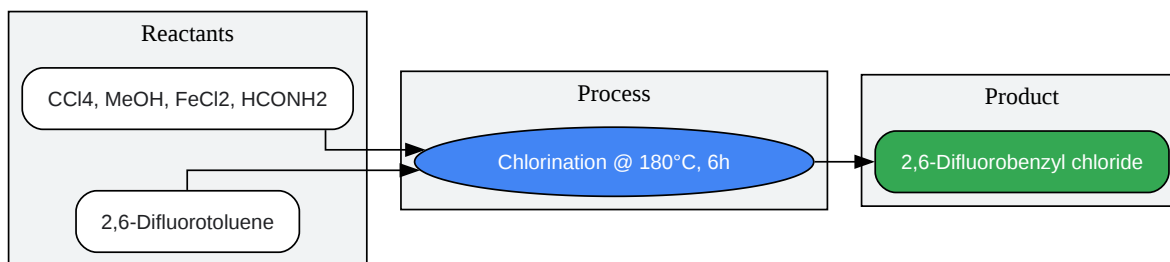 Reactants
CCl4, MeOH, FeCl2, HCONH2
2,6-Difluorotoluene
Process
Chlorination @ 180°C, 6h
Product
2,6-Difluorobenzyl chloride